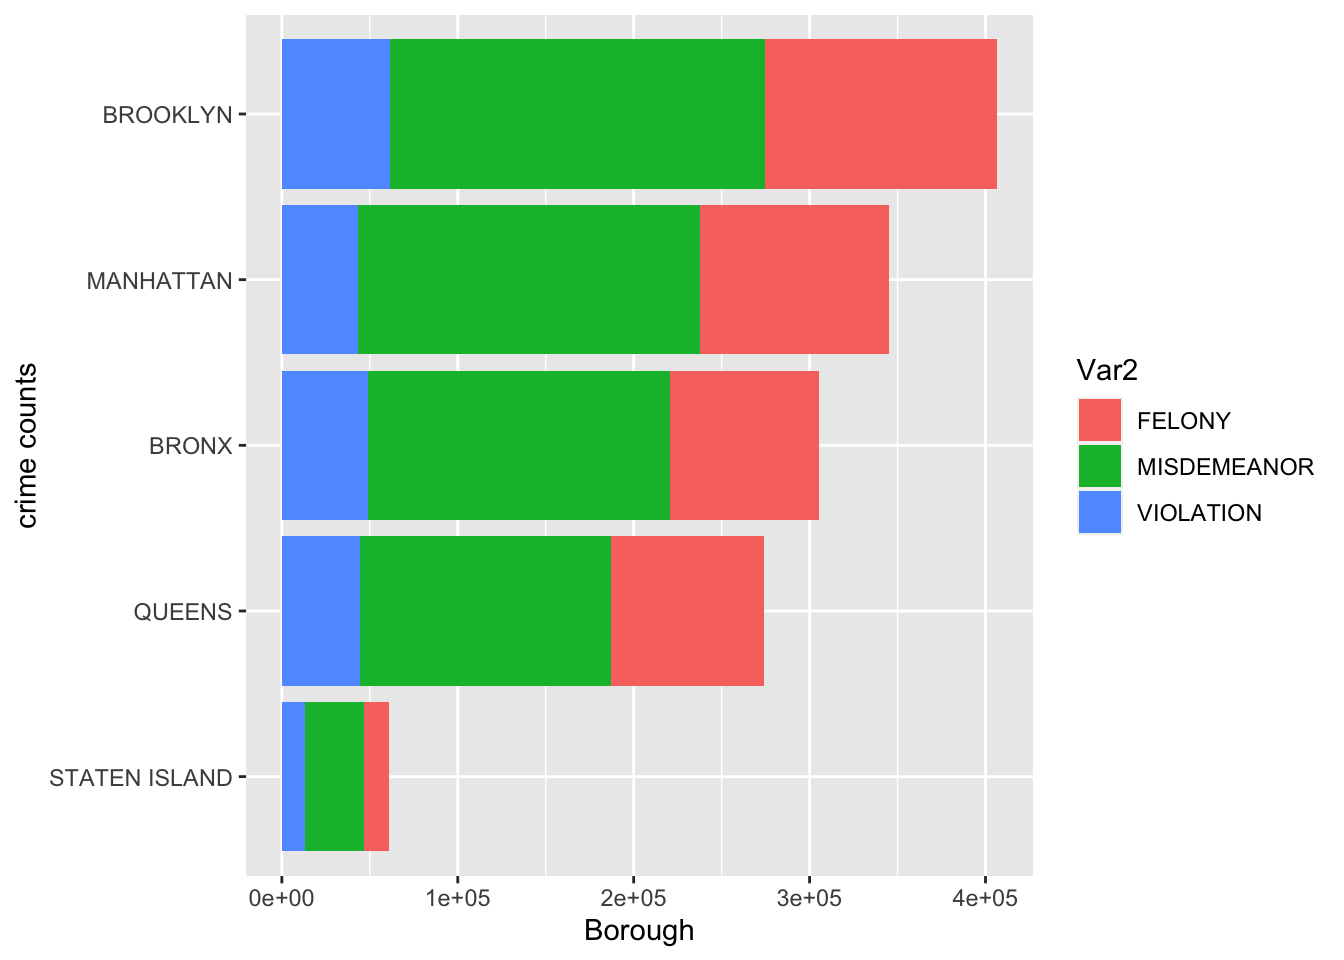 BROOKLYN
MANHATTAN
BRONX
QUEENS
STATEN ISLAND
crime counts
0e+00 1e+05 2e+05 3e+05 4e+05
Borough
Var2
FELONY
MISDEMEANOR
VIOLATION